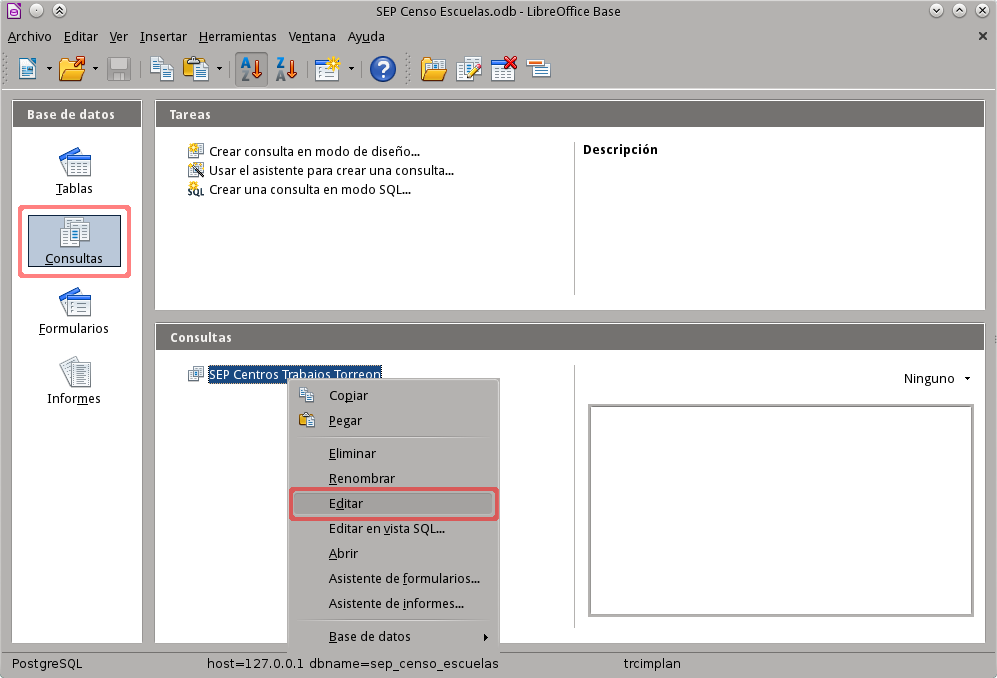 SEP Censo Escuelas.odb - LibreOffice Base
Archivo Editar Ver Insertar Herramientas Ventana Ayuda
Base de datos
Tablas
Consultas
Formularios
Informes
Tareas
Crear consulta en modo de diseño...
Usar el asistente para crear una consulta...
SQL Crear una consulta en modo SQL...
Descripción
Consultas
SEP Centros Trabajos Torreon
Ninguno
Copiar
Pegar
Eliminar
Renombrar
Editar
Editar en vista SQL...
Abrir
Asistente de formularios...
Asistente de informes...
Base de datos
PostgreSQL host=127.0.0.1 dbname=sep_censo_escuelas trcimplan